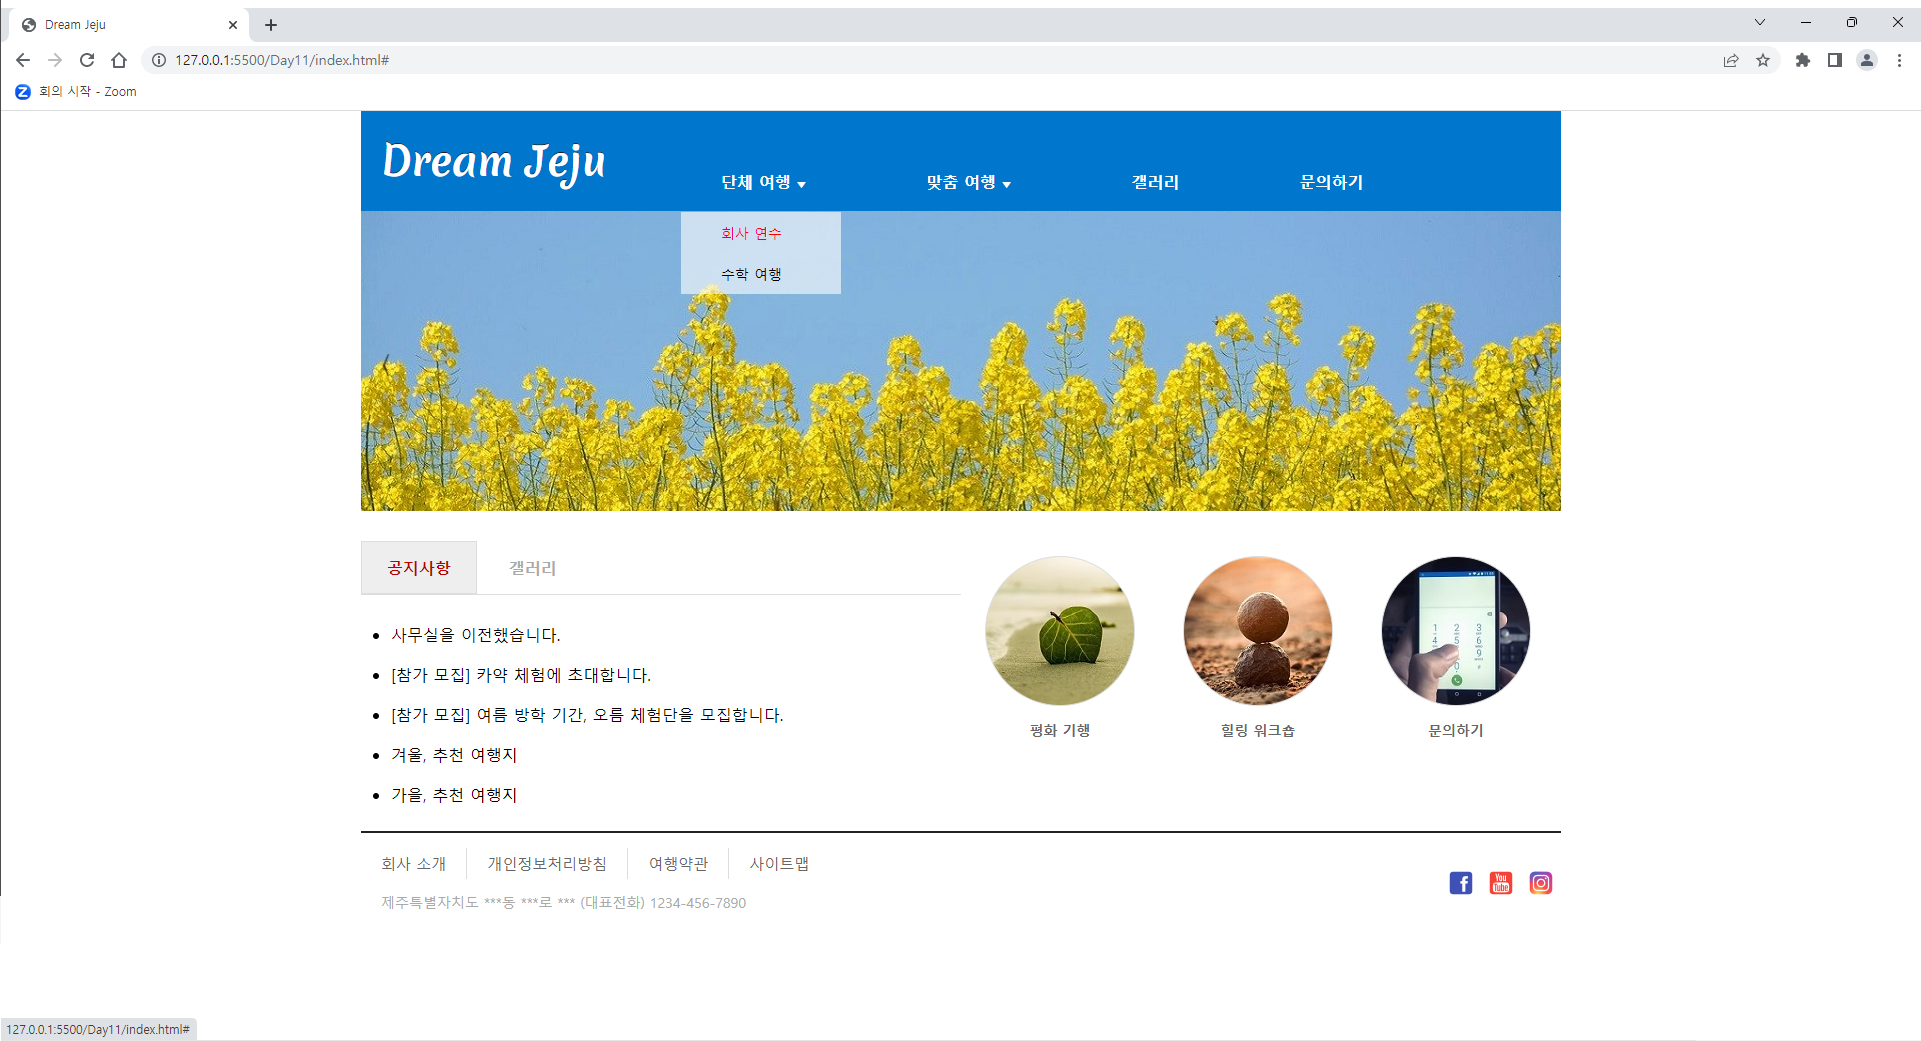 Dream Jeju
127.0.0.1:5500/Day11/index.html#
회의 시작 - Zoom
Dream Jeju
단체 여행 맞춤 여행 갤러리 문의하기
회사 연수
수학 여행
공지사항 갤러리
사무실을 이전했습니다.
[참가 모집] 카약 체험에 초대합니다.
[참가 모집] 여름 방학 기간, 오름 체험단을 모집합니다.
겨울, 추천 여행지
가을, 추천 여행지
평화 기행 힐링 워크숍 문의하기
회사 소개 개인정보처리방침 여행약관 사이트맵
제주특별자치도 ***동 ***로 *** (대표전화) 1234-456-7890
You Tube
127.0.0.1:5500/Day11/index.html#